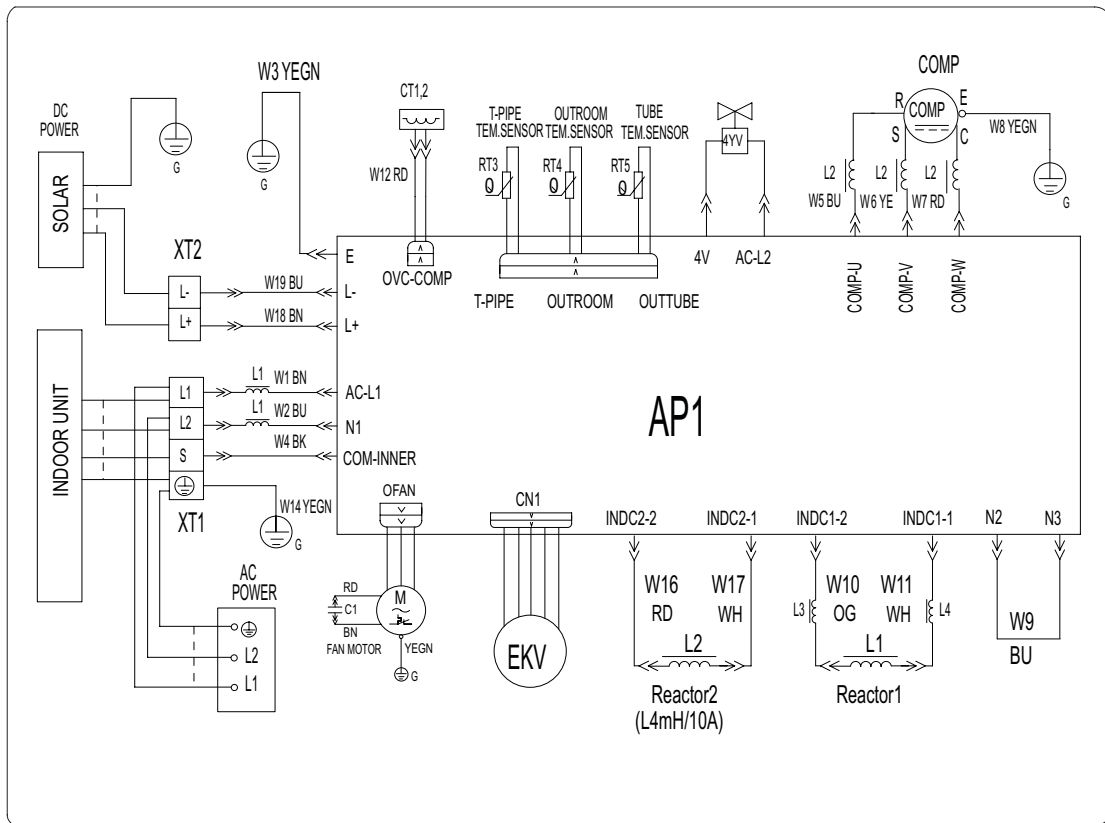 DC
POWER
SOLAR
G
W3 YEGN
G
CT1,2
W12 RD
OVC-COMP
T-PIPE
TEM.SENSOR
OUTROOM
TEM.SENSOR
TUBE
TEM.SENSOR
RT3
RT4
RT5
T-PIPE
OUTROOM
OUTTUBE
4YV
4V
AC-L2
COMP
R
COMP
E
S
C
W8 YEGN
G
L2
L2
L2
W5 BU
W6 YE
W7 RD
COMP-U
COMP-V
COMP-W
XT2
L-
L+
W19 BU
W18 BN
E
L-
L+
INDOOR UNIT
L1
L2
S
XT1
L1
W1 BN
L1
W2 BU
W4 BK
AC-L1
N1
COM-INNER
W14 YEGN
G
AP1
AC
POWER
L2
L1
OFAN
RD
C1
BN
M
FAN MOTOR
YEGN
G
CN1
EKV
INDC2-2
INDC2-1
INDC1-2
INDC1-1
N2
N3
W16
RD
W17
WH
L2
Reactor2
(L4mH/10A)
L3
W10
OG
W11
WH
L4
L1
Reactor1
W9
BU